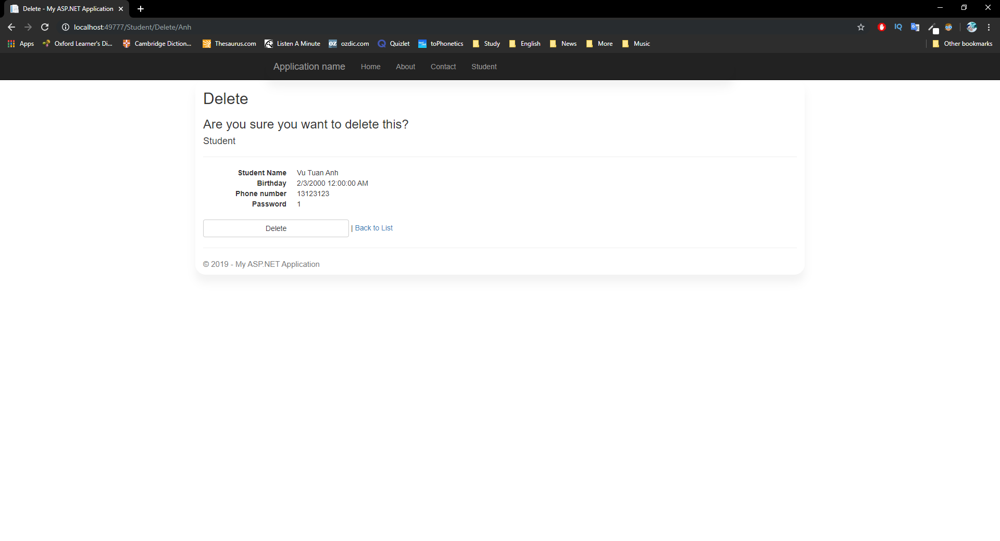 Delete - My ASP.NET Application
localhost:49777/Student/Delete/Anh
Apps Oxford Learner's Di... Cambridge Diction... Thesaurus.com Listen A Minute oz ozdic.com Quizlet toPhonetics Study English News More Music Other bookmarks
Application name Home About Contact Student
Delete
Are you sure you want to delete this?
Student
Student Name Vu Tuan Anh
Birthday 2/3/2000 12:00:00 AM
Phone number 13123123
Password 1
Delete | Back to List
© 2019 - My ASP.NET Application